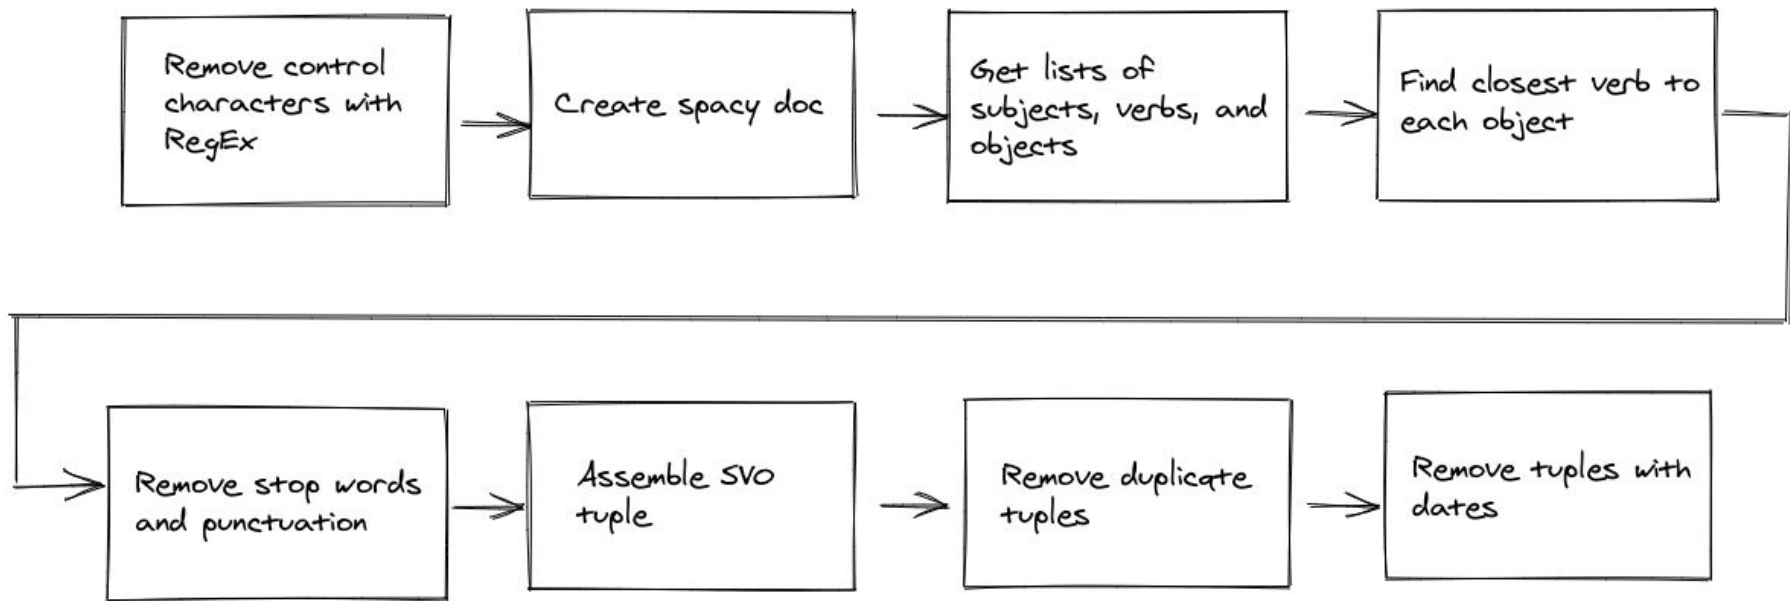 Remove control
characters with
RegEx
Create spacy doc
Get lists of
subjects, verbs, and
objects
Find closest verb to
each object
Remove stop words
and punctuation
Assemble SVO
tuple
Remove duplicate
tuples
Remove tuples with
dates